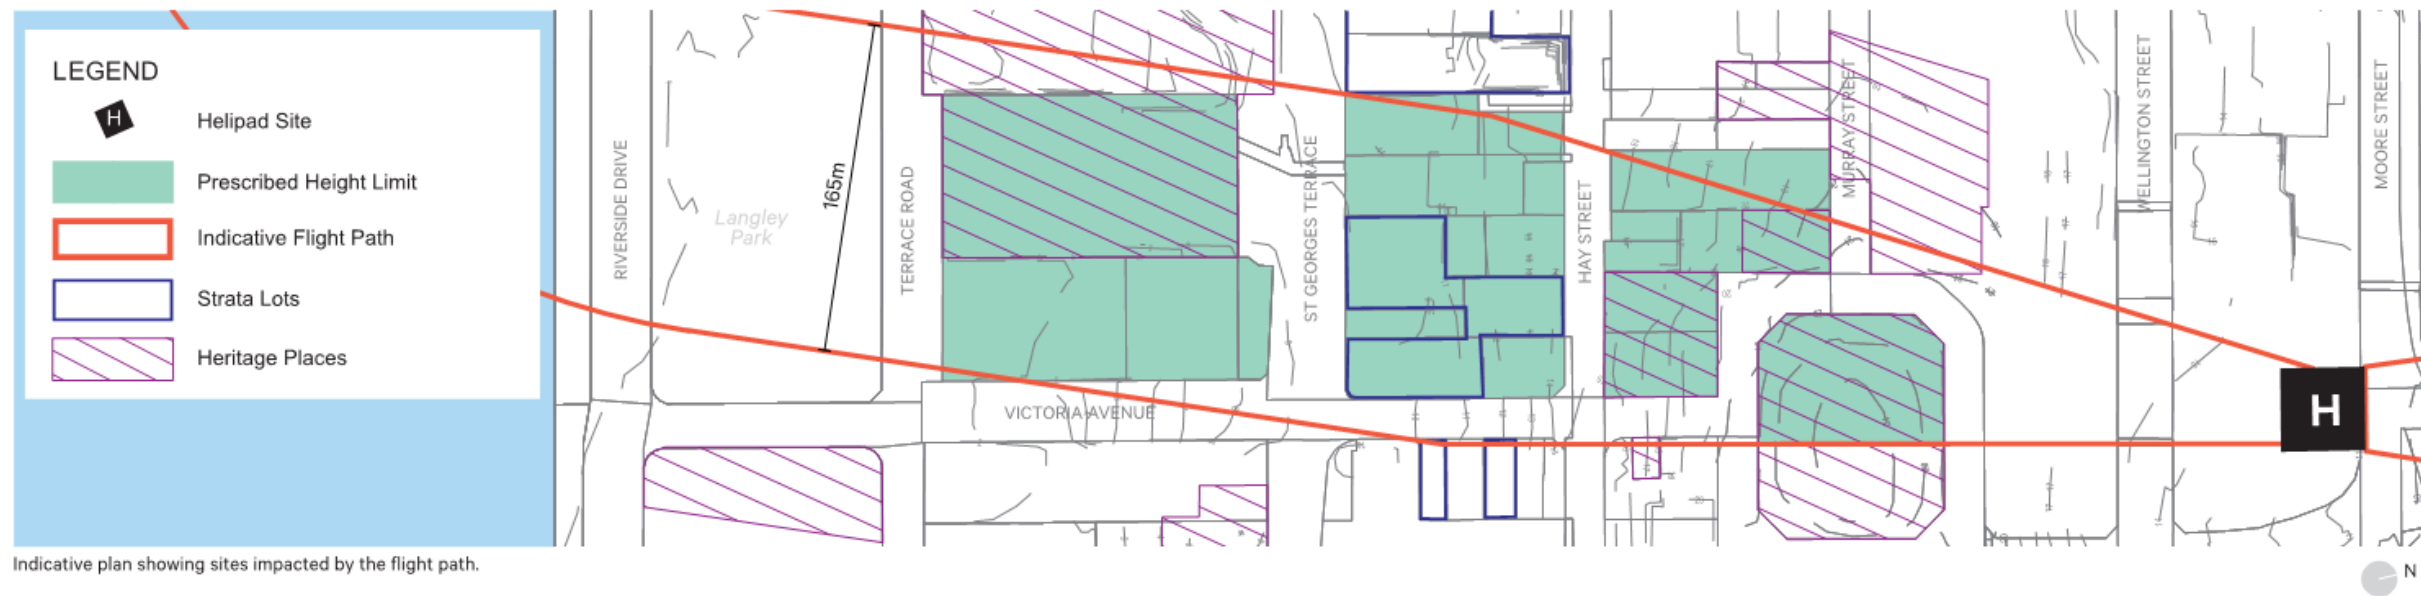 LEGEND
H
Helipad Site
Prescribed Height Limit
Indicative Flight Path
Strata Lots
Heritage Places
RIVERSIDE DRIVE
Langley
Park
165m
TERRACE ROAD
VICTORIA AVENUE
ST GEORGES TERRACE
HAY STREET
MURRAY STREET
WELLINGTON STREET
MOORE STREET
H
Indicative plan showing sites impacted by the flight path.
N